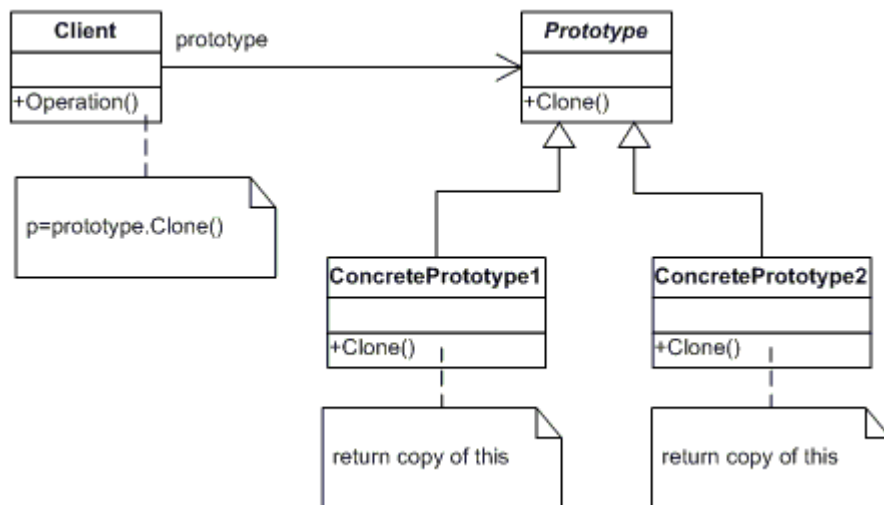 Client
prototype
Prototype
+Operation()
+Clone()
p=prototype.Clone()
ConcretePrototype1
ConcretePrototype2
+Clone()
+Clone()
return copy of this
return copy of this